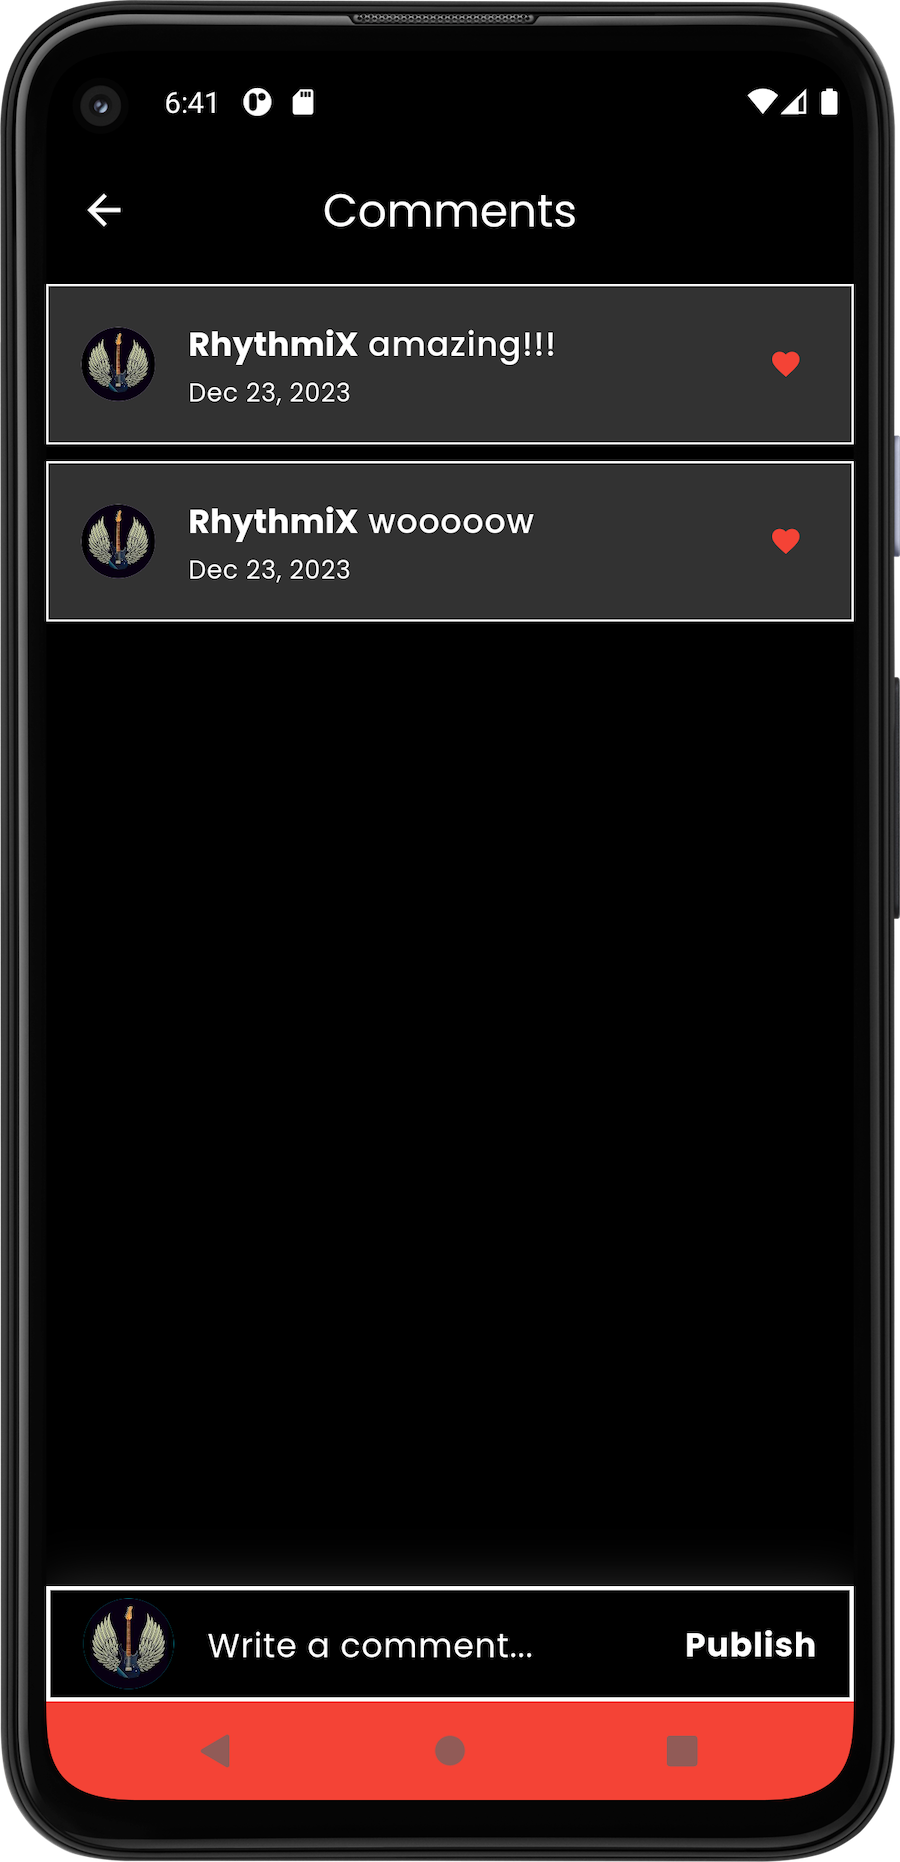 6:41
Comments
RhythmiX amazing!!!
Dec 23, 2023
RhythmiX wooooow
Dec 23, 2023
Write a comment... Publish